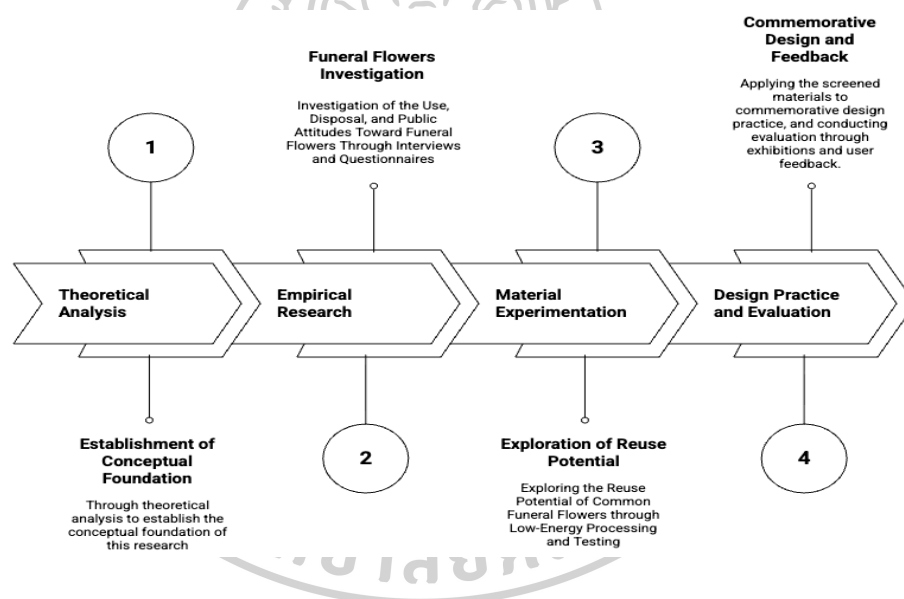 Commemorative
Design and
Feedback
Applying the screened
materials to
commemorative design
practice, and conducting
evaluation through
exhibitions and user
feedback.
Funeral Flowers
Investigation
Investigation of the Use,
Disposal, and Public
Attitudes Toward Funeral
Flowers Through Interviews
and Questionnaires
1
3
Theoretical
Analysis
Empirical
Research
Material
Experimentation
Design Practice
and Evaluation
Establishment of
Conceptual
Foundation
Through theoretical
analysis to establish the
conceptual foundation of
this research
2
Exploration of Reuse
Potential
Exploring the Reuse
Potential of Common
Funeral Flowers through
Low-Energy Processing
and Testing
4